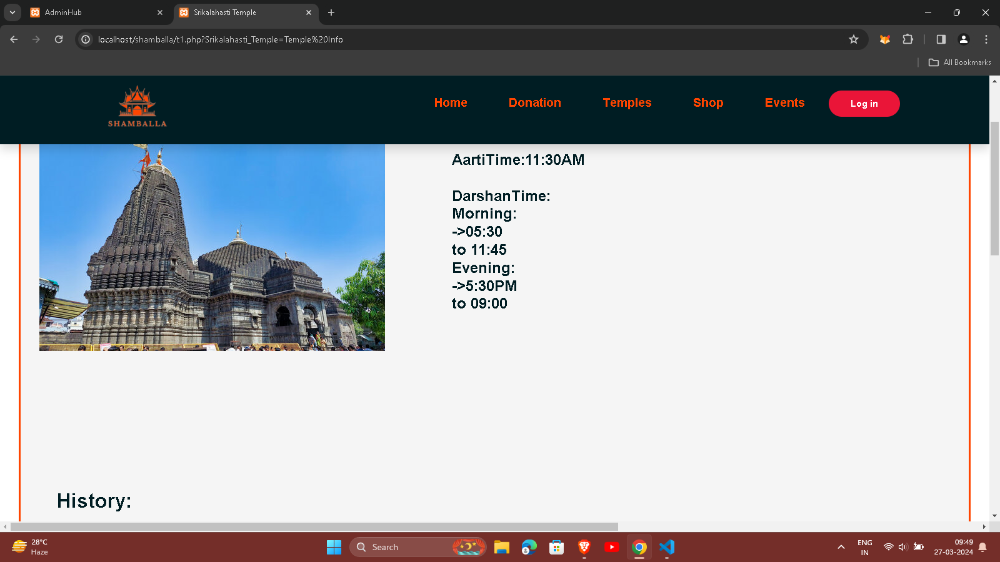 AdminHub
Srikalahasti Temple
localhost/shamballa/t1.php?Srikalahasti_Temple=Temple%20Info
All Bookmarks
SHAMBALLA
Home
Donation
Temples
Shop
Events
Log in
AartiTime:11:30AM
DarshanTime:
Morning:
->05:30
to 11:45
Evening:
->5:30PM
to 09:00
History:
28°C
Haze
Search
ENG
IN
09:49
27-03-2024